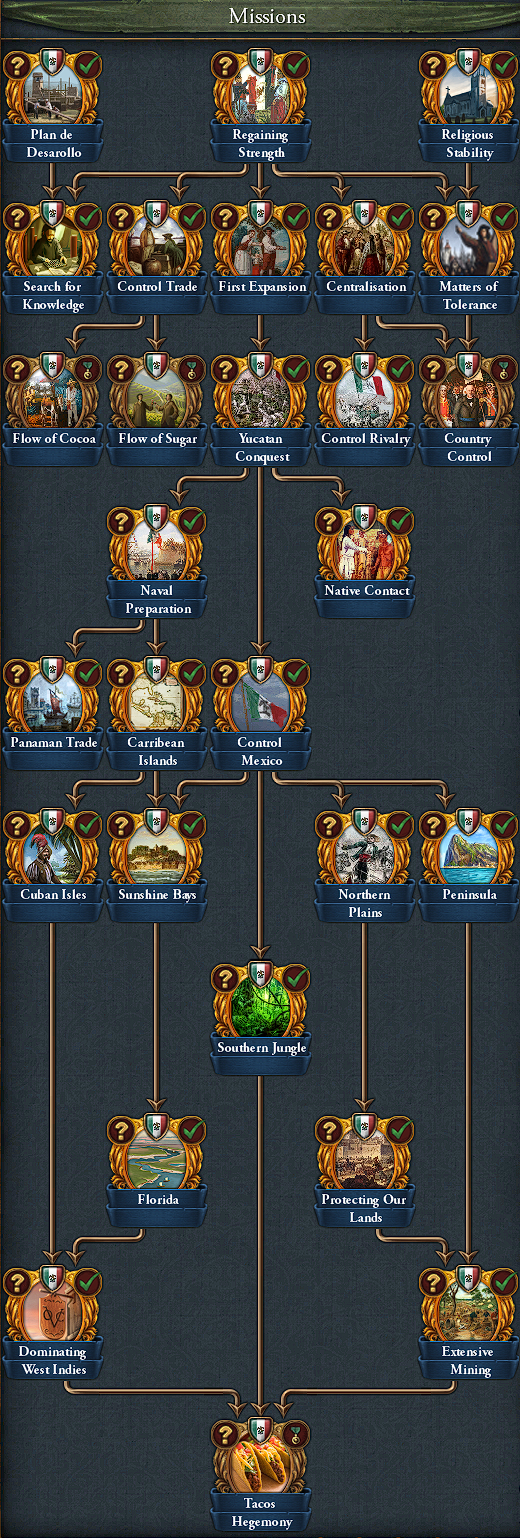 Missions
Plan de
Desarollo
Regaining
Strength
Religious
Stability
Search for
Knowledge
Control Trade
First Expansion
Centralisation
Matters of
Tolerance
Flow of Cocoa
Flow of Sugar
Yucatan
Conquest
Control Rivalry
Country
Control
Naval
Preparation
Native Contact
Panaman Trade
Carribean
Islands
Control
Mexico
Cuban Isles
Sunshine Bays
Northern
Plains
Peninsula
Southern Jungle
Florida
Protecting Our
Lands
Dominating
West Indies
Extensive
Mining
Tacos
Hegemony